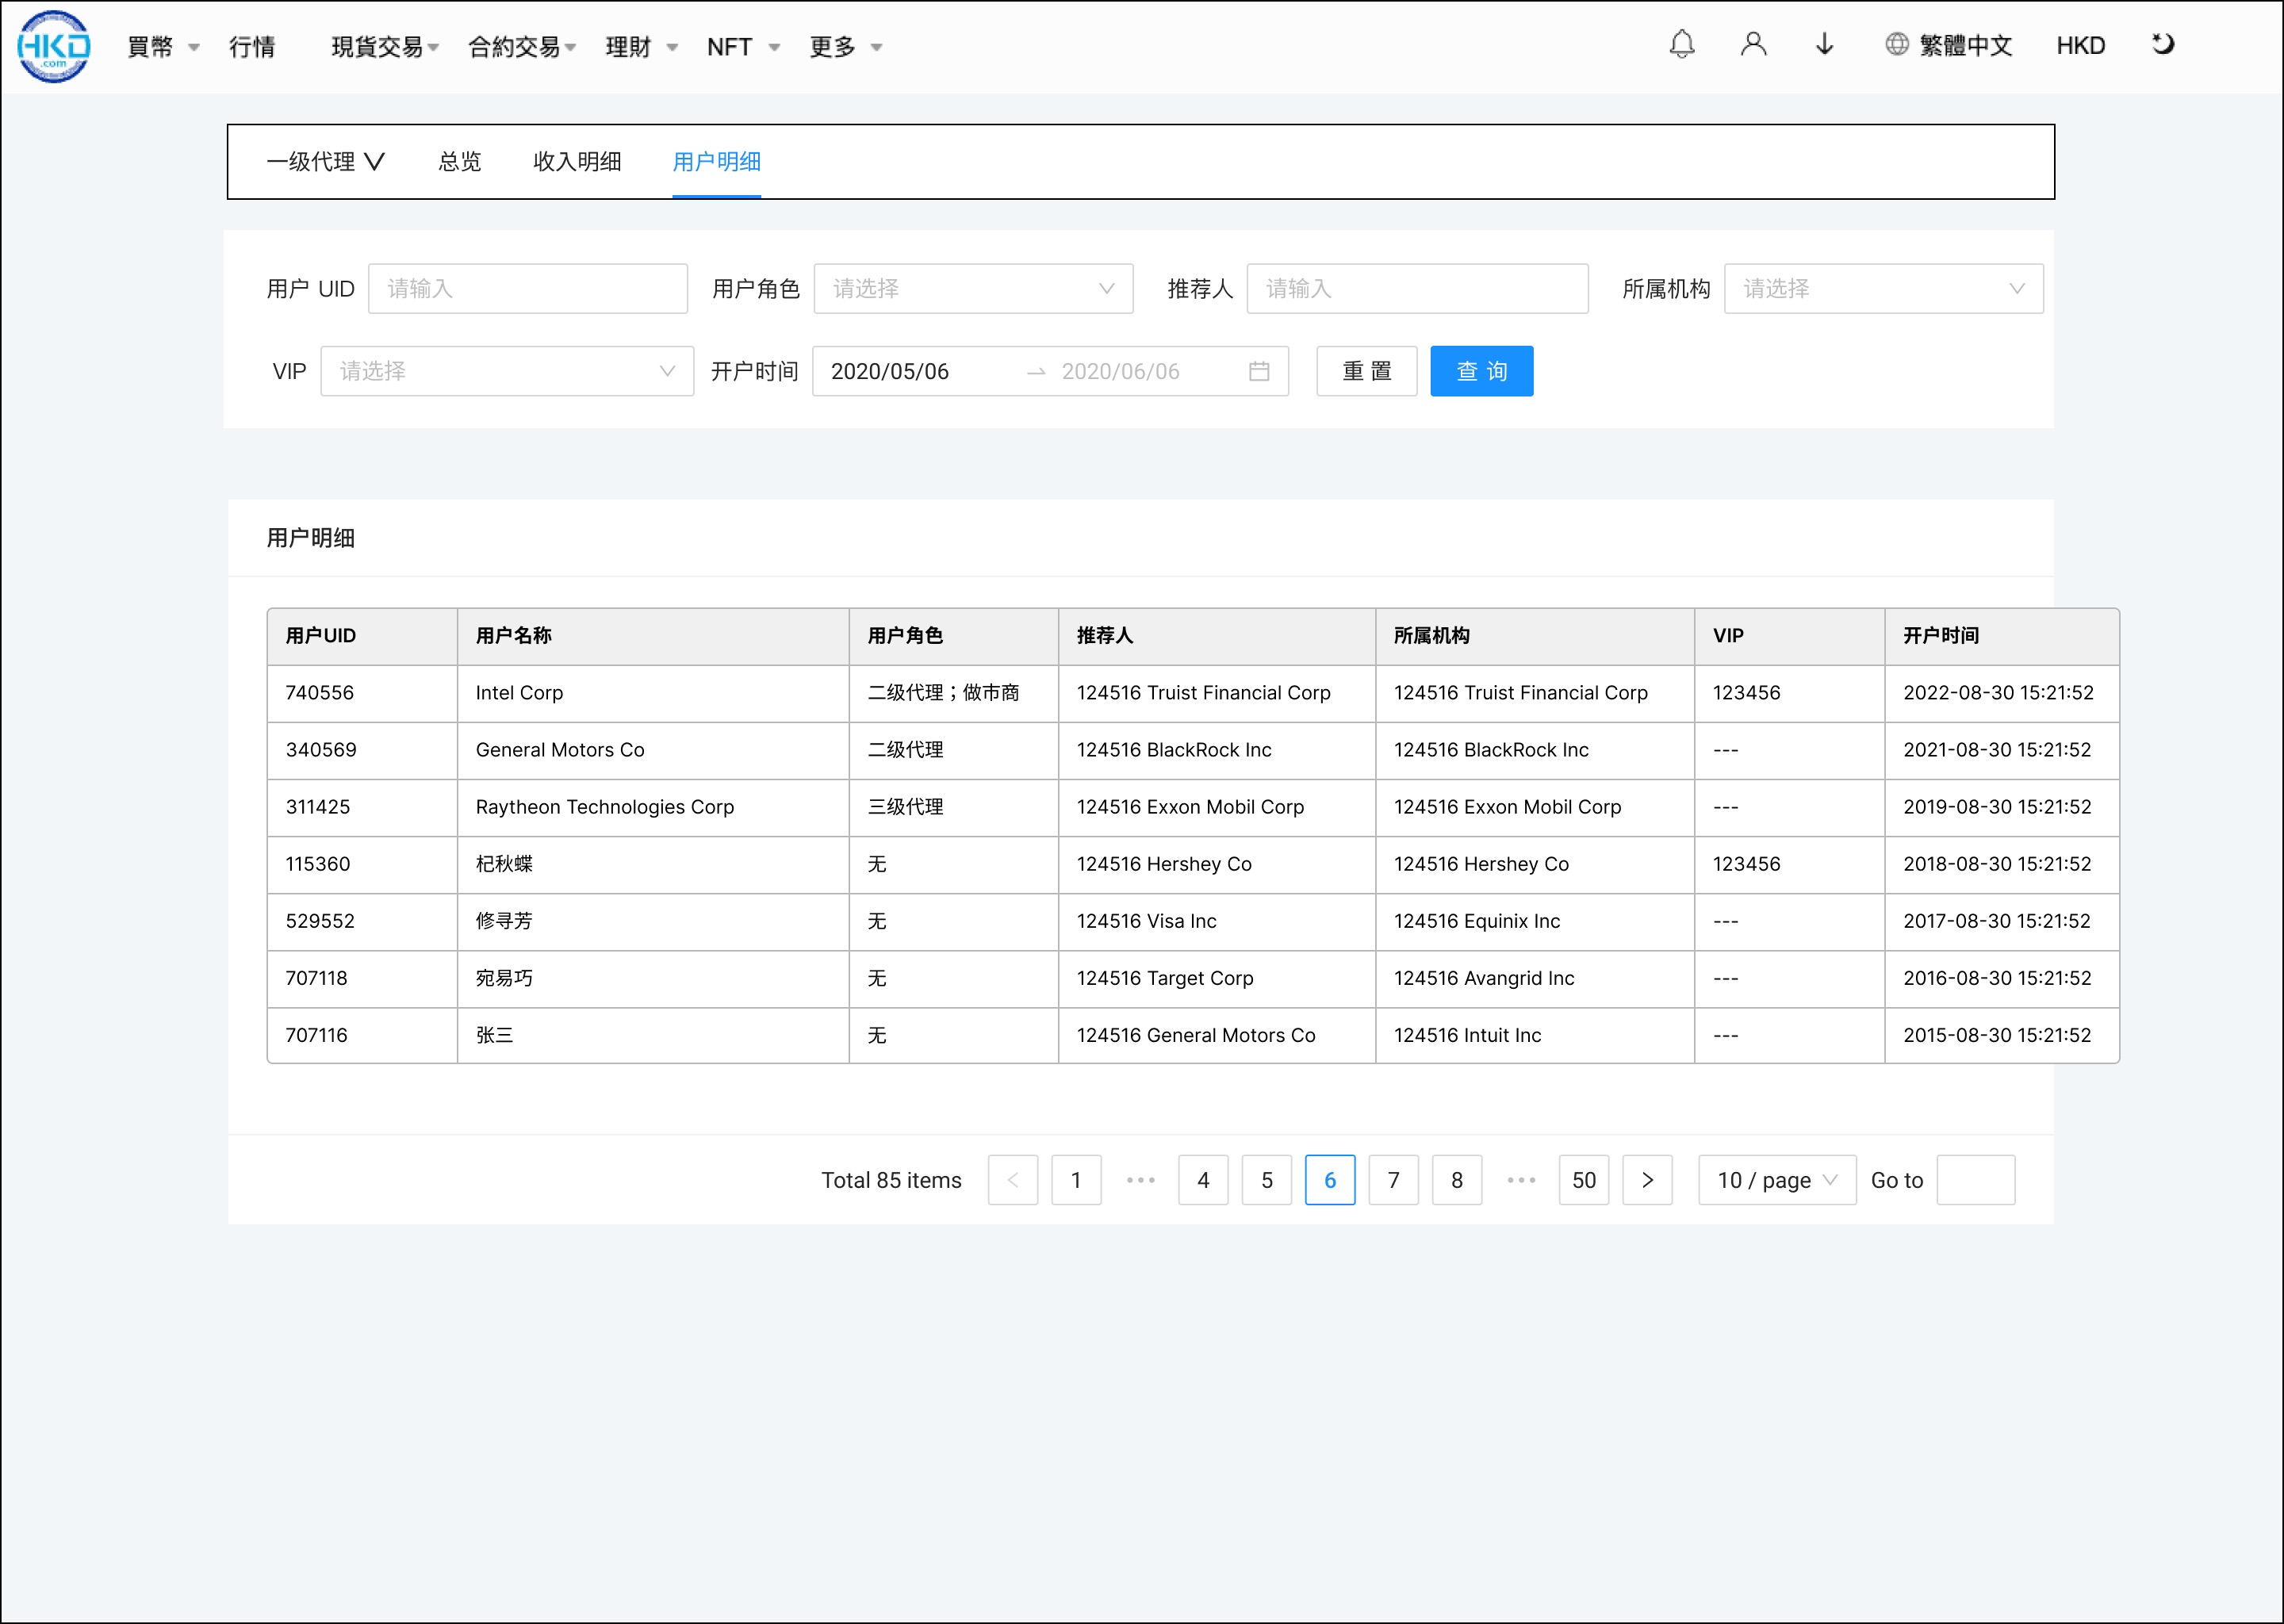 HKD
.com
買幣 行情 現貨交易 合約交易 理財 NFT 更多 繁體中文 HKD
一级代理 总览 收入明细 用户明细
用户 UID 请输入 用户角色 请选择 推荐人 请输入 所属机构 请选择
VIP 请选择 开户时间 2020/05/06 2020/06/06 重 置 查 询
用户明细
用户UID 用户名称 用户角色 推荐人 所属机构 VIP 开户时间
740556 Intel Corp 二级代理；做市商 124516 Truist Financial Corp 124516 Truist Financial Corp 123456 2022-08-30 15:21:52
340569 General Motors Co 二级代理 124516 BlackRock Inc 124516 BlackRock Inc --- 2021-08-30 15:21:52
311425 Raytheon Technologies Corp 三级代理 124516 Exxon Mobil Corp 124516 Exxon Mobil Corp --- 2019-08-30 15:21:52
115360 杞秋蝶 无 124516 Hershey Co 124516 Hershey Co 123456 2018-08-30 15:21:52
529552 修寻芳 无 124516 Visa Inc 124516 Equinix Inc --- 2017-08-30 15:21:52
707118 宛易巧 无 124516 Target Corp 124516 Avangrid Inc --- 2016-08-30 15:21:52
707116 张三 无 124516 General Motors Co 124516 Intuit Inc --- 2015-08-30 15:21:52
Total 85 items < 1 ••• 4 5 6 7 8 ••• 50 > 10 / page Go to